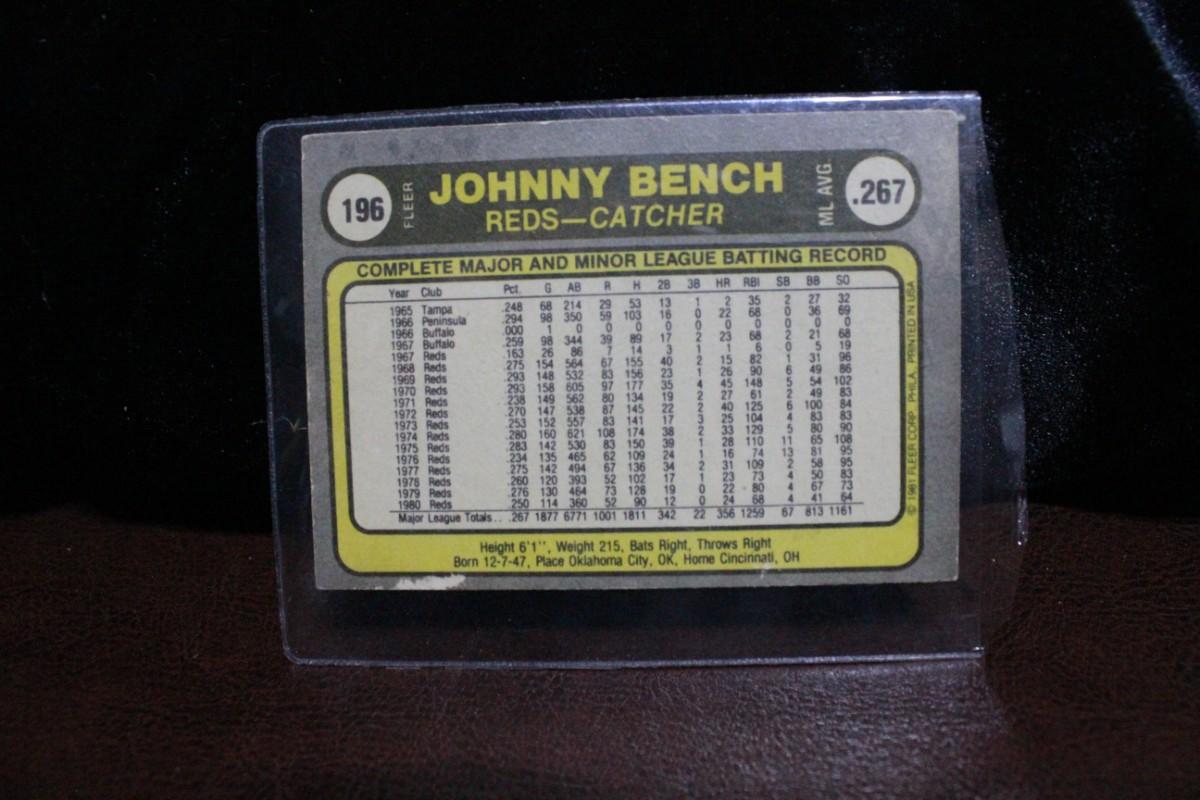 196 FLEER JOHNNY BENCH ML AVG. .267
REDS—CATCHER
COMPLETE MAJOR AND MINOR LEAGUE BATTING RECORD
Year Club Pct. G AB R H 2B 3B HR RBI SB BB SO
1965 Tampa .248 68 214 29 53 13 1 2 35 2 27 32
1966 Peninsula .294 98 350 59 103 16 0 22 68 0 36 69
1966 Buffalo .000 1 0 0 0 0 0 0 0 0 0 0
1967 Buffalo .259 98 344 39 89 17 2 23 68 2 21 68
1967 Reds .163 26 86 7 14 3 1 1 6 0 5 19
1968 Reds .275 154 564 67 155 40 2 15 82 1 31 96
1969 Reds .293 148 532 83 156 23 1 26 90 6 49 86
1970 Reds .293 158 605 97 177 35 4 45 148 5 54 102
1971 Reds .238 149 562 80 134 19 2 27 61 2 49 83
1972 Reds .270 147 538 87 145 22 2 40 125 6 100 84
1973 Reds .253 152 557 83 141 17 3 25 104 4 83 83
1974 Reds .280 160 621 108 174 38 2 33 129 5 80 90
1975 Reds .283 142 530 83 150 39 1 28 110 11 65 108
1976 Reds .234 135 465 62 109 24 1 16 74 13 81 95
1977 Reds .275 142 494 67 136 34 2 31 109 2 58 95
1978 Reds .260 120 393 52 102 17 1 23 73 4 50 83
1979 Reds .276 130 464 73 128 19 0 22 80 4 67 73
1980 Reds .250 114 360 52 90 12 0 24 68 4 41 64
Major League Totals.. .267 1877 6771 1001 1811 342 22 356 1259 67 813 1161
Height 6'1'', Weight 215, Bats Right, Throws Right
Born 12-7-47, Place Oklahoma City, OK, Home Cincinnati, OH
© 1981 FLEER CORP. PHILA., PRINTED IN USA